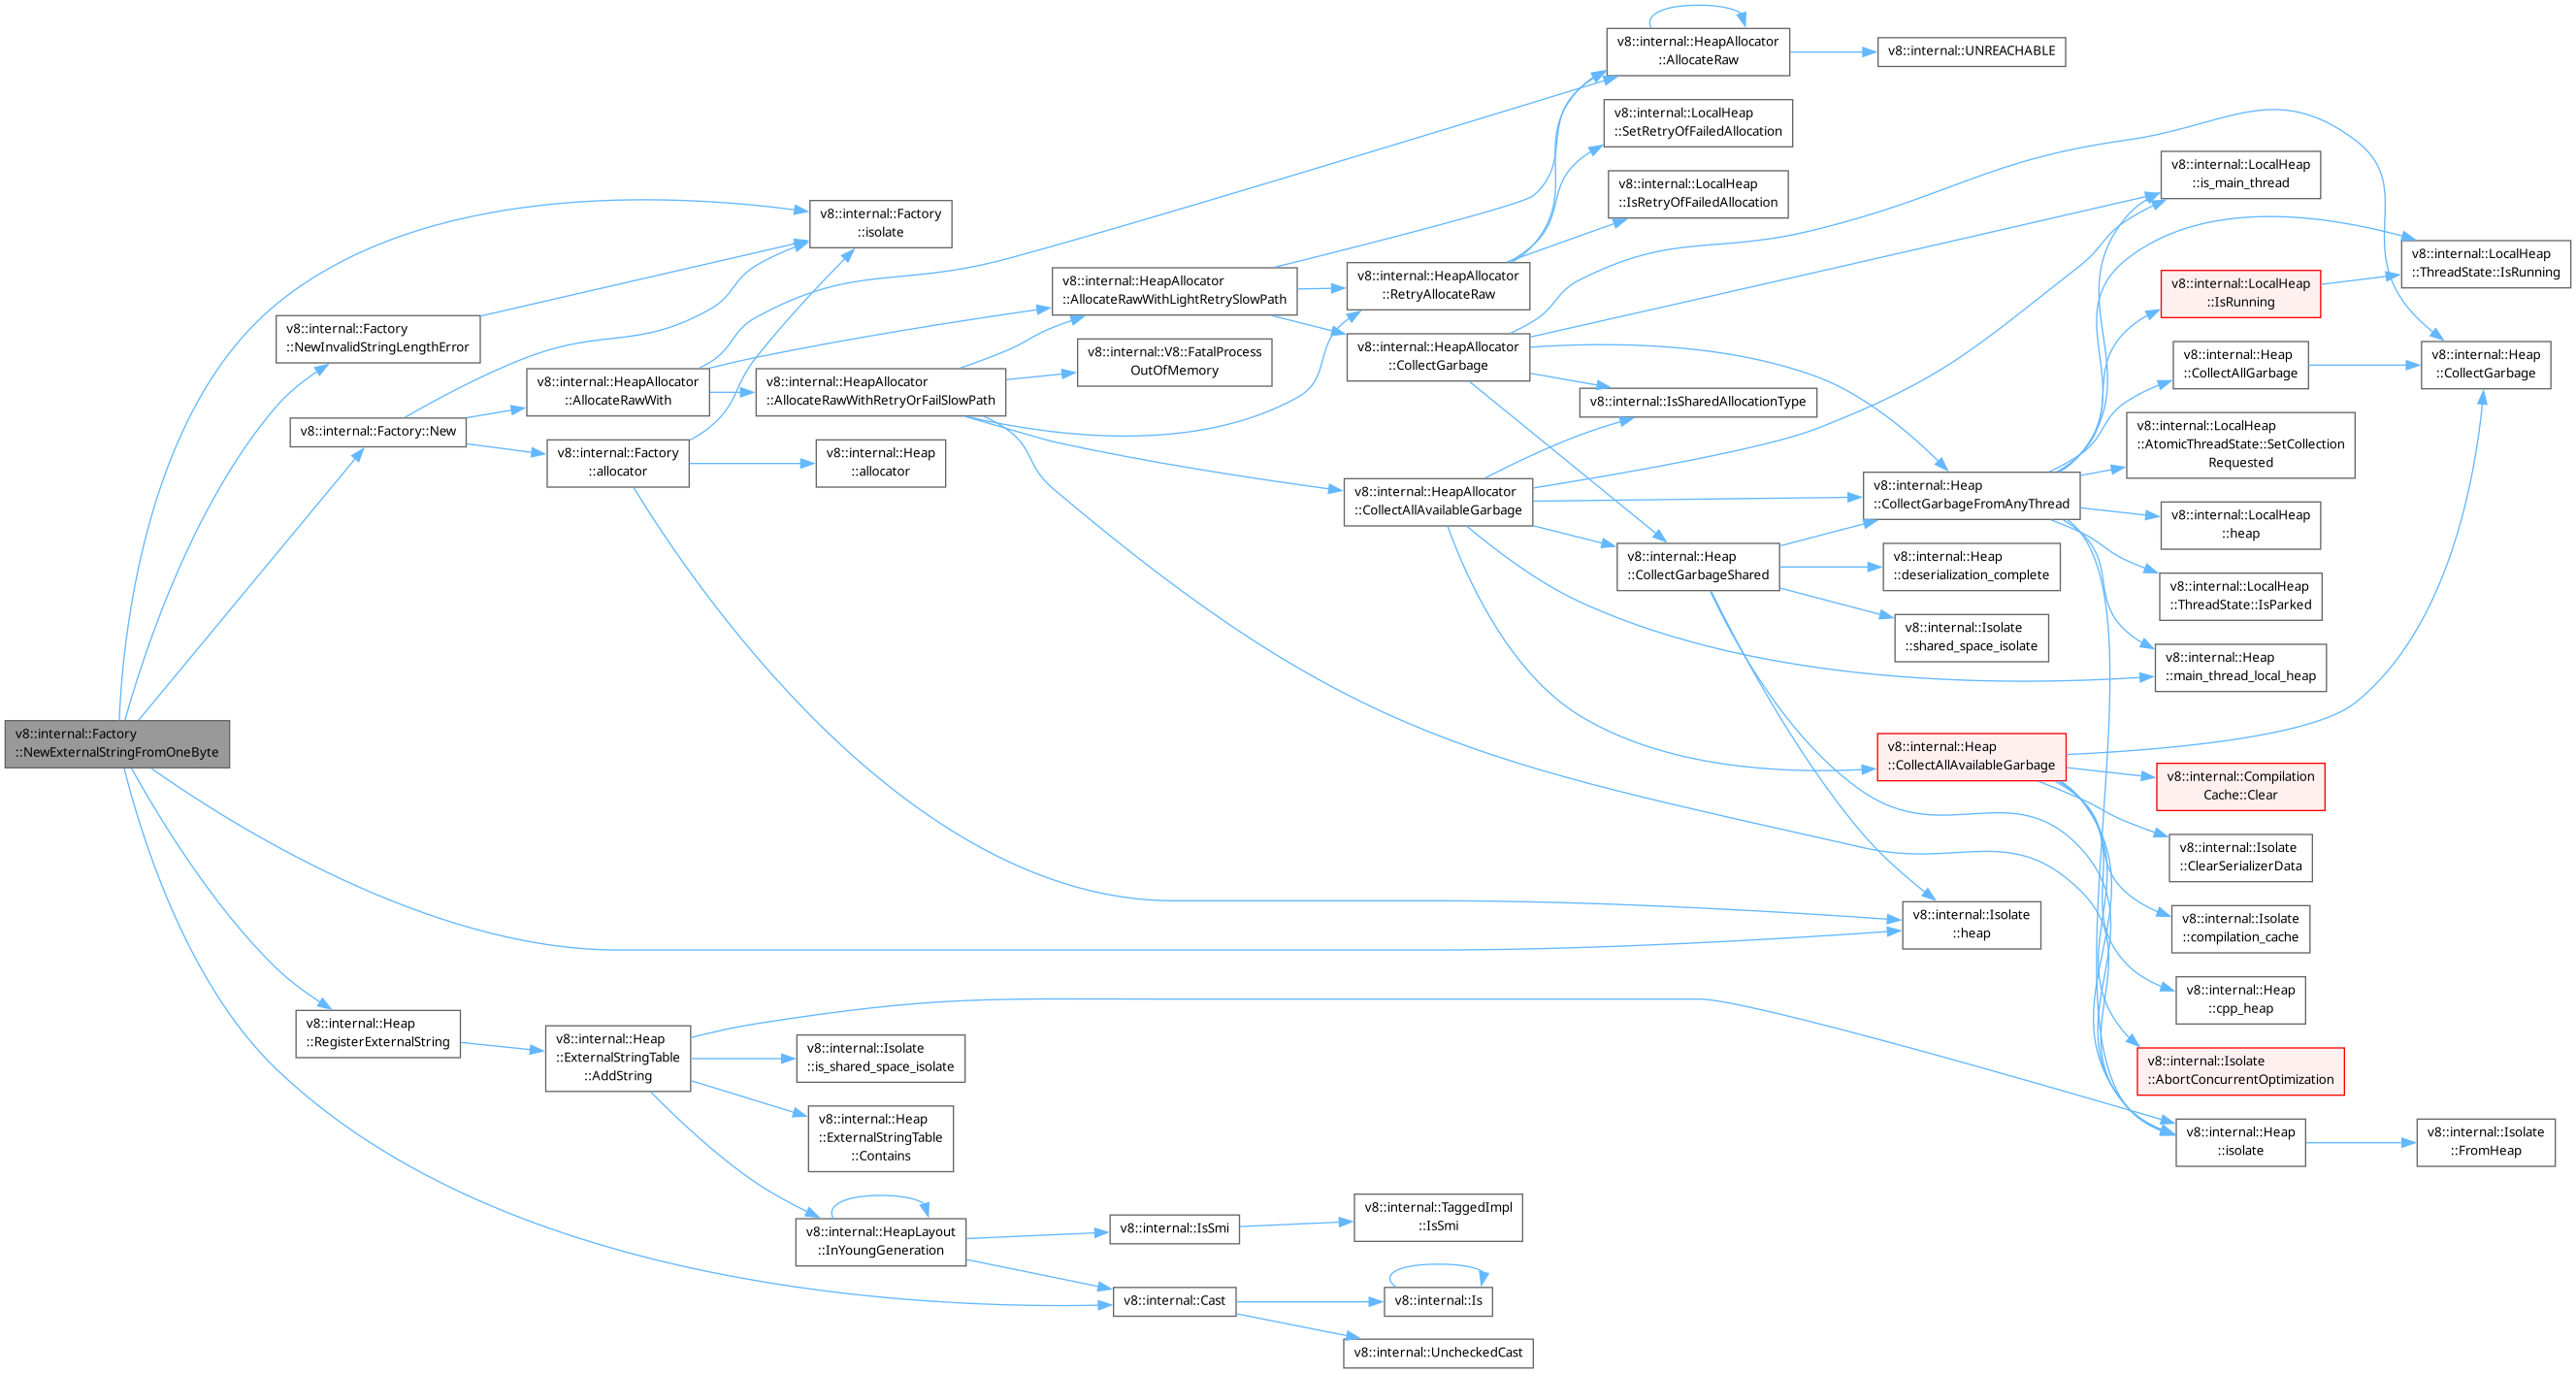 v8::internal::Factory
::NewExternalStringFromOneByte
v8::internal::Factory
::isolate
v8::internal::Factory
::NewInvalidStringLengthError
v8::internal::Factory::New
v8::internal::HeapAllocator
::AllocateRawWith
v8::internal::Factory
::allocator
v8::internal::HeapAllocator
::AllocateRawWithRetryOrFailSlowPath
v8::internal::Heap
::allocator
v8::internal::HeapAllocator
::AllocateRawWithLightRetrySlowPath
v8::internal::V8::FatalProcess
OutOfMemory
v8::internal::HeapAllocator
::RetryAllocateRaw
v8::internal::HeapAllocator
::CollectGarbage
v8::internal::HeapAllocator
::CollectAllAvailableGarbage
v8::internal::HeapAllocator
::AllocateRaw
v8::internal::UNREACHABLE
v8::internal::LocalHeap
::SetRetryOfFailedAllocation
v8::internal::LocalHeap
::IsRetryOfFailedAllocation
v8::internal::IsSharedAllocationType
v8::internal::Heap
::CollectGarbageShared
v8::internal::Heap
::CollectGarbageFromAnyThread
v8::internal::Heap
::deserialization_complete
v8::internal::Isolate
::shared_space_isolate
v8::internal::Heap
::CollectAllAvailableGarbage
v8::internal::Isolate
::heap
v8::internal::LocalHeap
::is_main_thread
v8::internal::LocalHeap
::ThreadState::IsRunning
v8::internal::LocalHeap
::IsRunning
v8::internal::Heap
::CollectAllGarbage
v8::internal::Heap
::CollectGarbage
v8::internal::LocalHeap
::AtomicThreadState::SetCollection
Requested
v8::internal::LocalHeap
::heap
v8::internal::LocalHeap
::ThreadState::IsParked
v8::internal::Heap
::main_thread_local_heap
v8::internal::Compilation
Cache::Clear
v8::internal::Isolate
::ClearSerializerData
v8::internal::Isolate
::compilation_cache
v8::internal::Heap
::cpp_heap
v8::internal::Isolate
::AbortConcurrentOptimization
v8::internal::Heap
::isolate
v8::internal::Isolate
::FromHeap
v8::internal::Heap
::RegisterExternalString
v8::internal::Heap
::ExternalStringTable
::AddString
v8::internal::Isolate
::is_shared_space_isolate
v8::internal::Heap
::ExternalStringTable
::Contains
v8::internal::HeapLayout
::InYoungGeneration
v8::internal::IsSmi
v8::internal::TaggedImpl
::IsSmi
v8::internal::Cast
v8::internal::Is
v8::internal::UncheckedCast